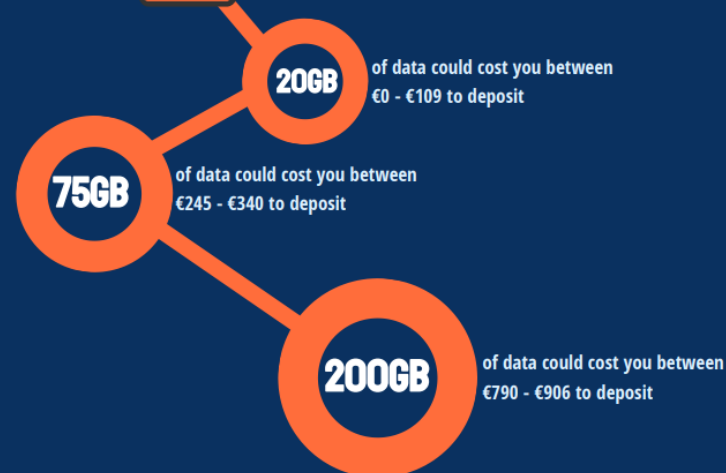 20GB
of data could cost you between
€0 - €109 to deposit
75GB
of data could cost you between
€245 - €340 to deposit
200GB
of data could cost you between
€790 - €906 to deposit